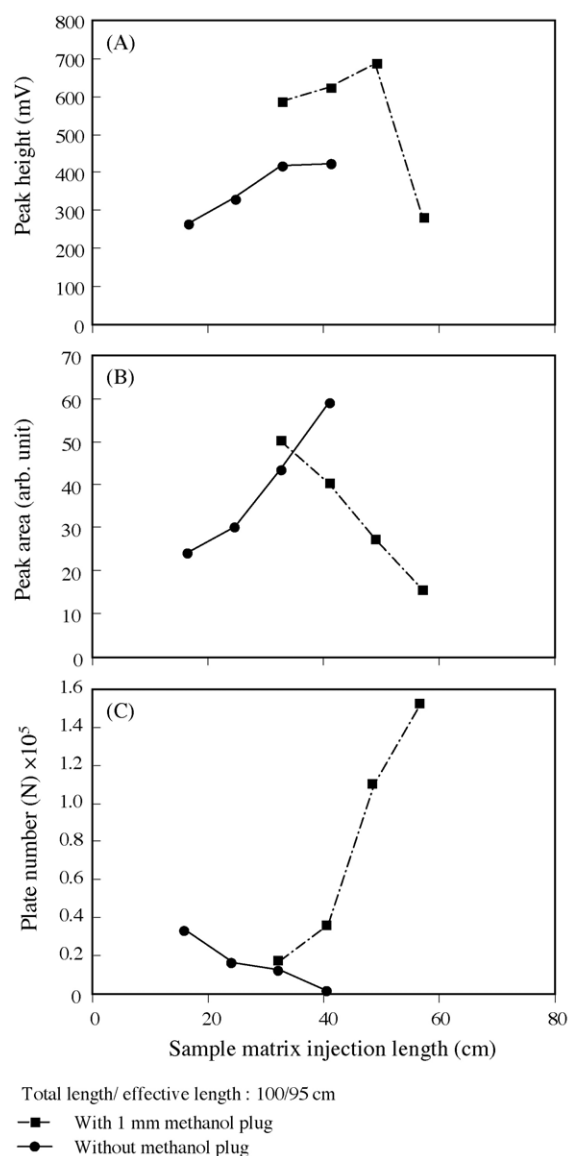 (A)
Peak height (mV)
800
700
600
500
400
300
200
100
0
(B)
Peak area (arb. unit)
70
60
50
40
30
20
10
0
(C)
Plate number (N) ×10⁵
1.6
1.4
1.2
1.0
0.8
0.6
0.4
0.2
0
0 20 40 60 80
Sample matrix injection length (cm)
Total length/ effective length : 100/95 cm
With 1 mm methanol plug
Without methanol plug